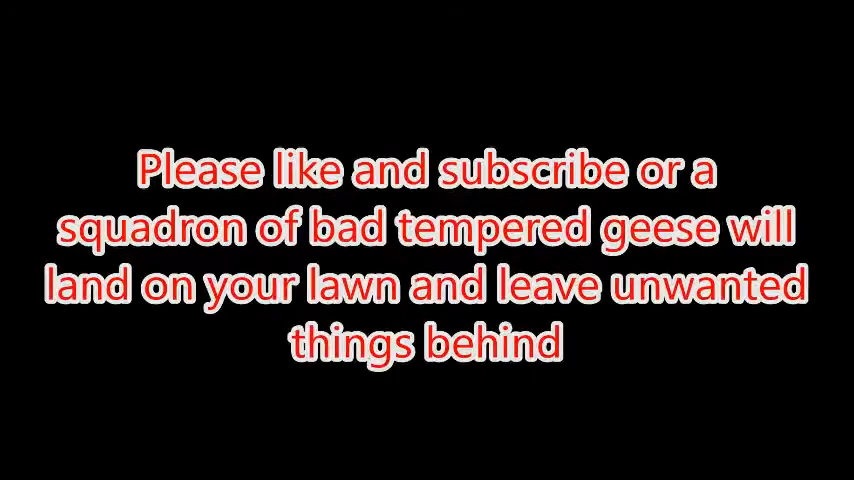 Please like and subscribe or a
squadron of bad tempered geese will
land on your lawn and leave unwanted
things behind